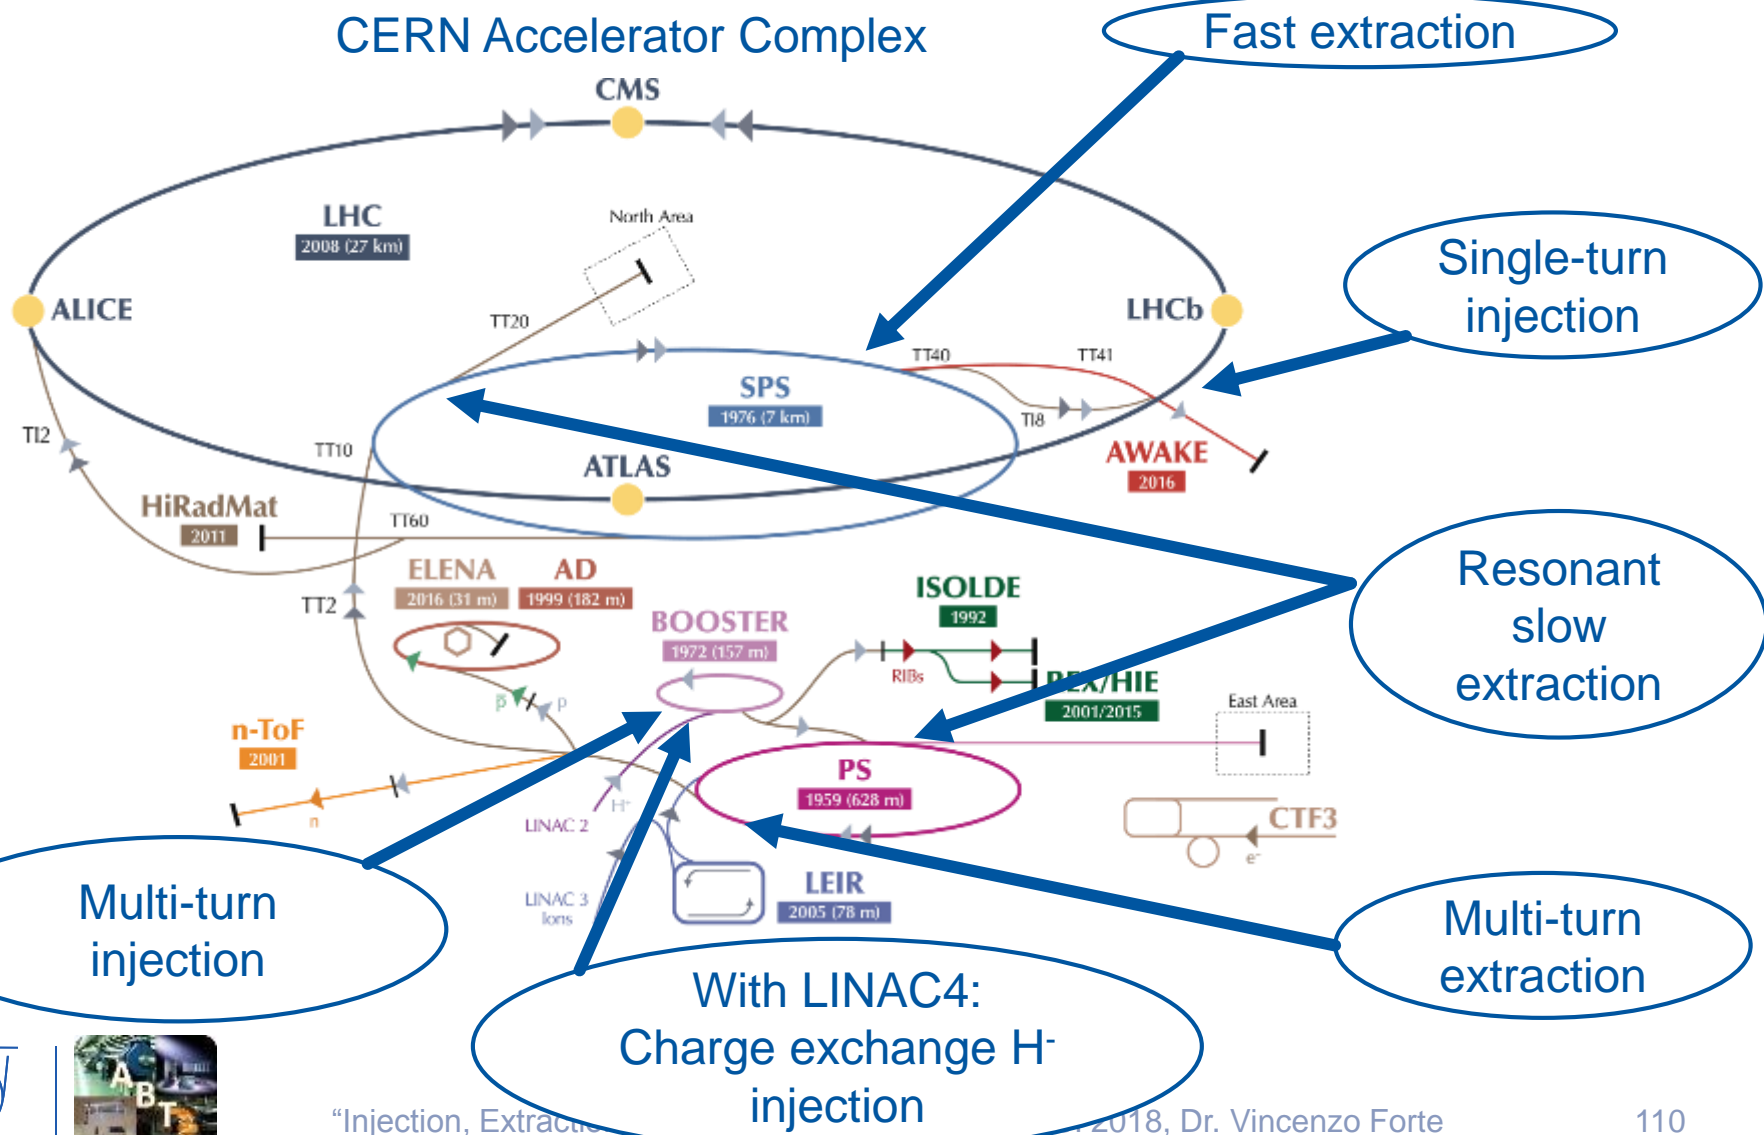 CERN Accelerator Complex
Fast extraction
CMS
LHC
2008 (27 km)
North Area
Single-turn
injection
ALICE
LHCb
TT20
TT40
TT41
SPS
1976 (7 km)
TI2
TT10
TI8
ATLAS
AWAKE
2016
HiRadMat
2011
TT60
ELENA
2016 (31 m)
AD
1999 (182 m)
TT2
BOOSTER
1972 (157 m)
ISOLDE
1992
RIBs
REX/HIE
2001/2015
East Area
Resonant
slow
extraction
p̅
p
n-ToF
2001
n
PS
1959 (628 m)
H⁺
LINAC 2
CTF3
e⁻
LINAC 3
Ions
LEIR
2005 (78 m)
Multi-turn
injection
Multi-turn
extraction
With LINAC4:
Charge exchange H⁻
injection
A
B
T
“Injection, 2018, Dr. Vincenzo Forte
110